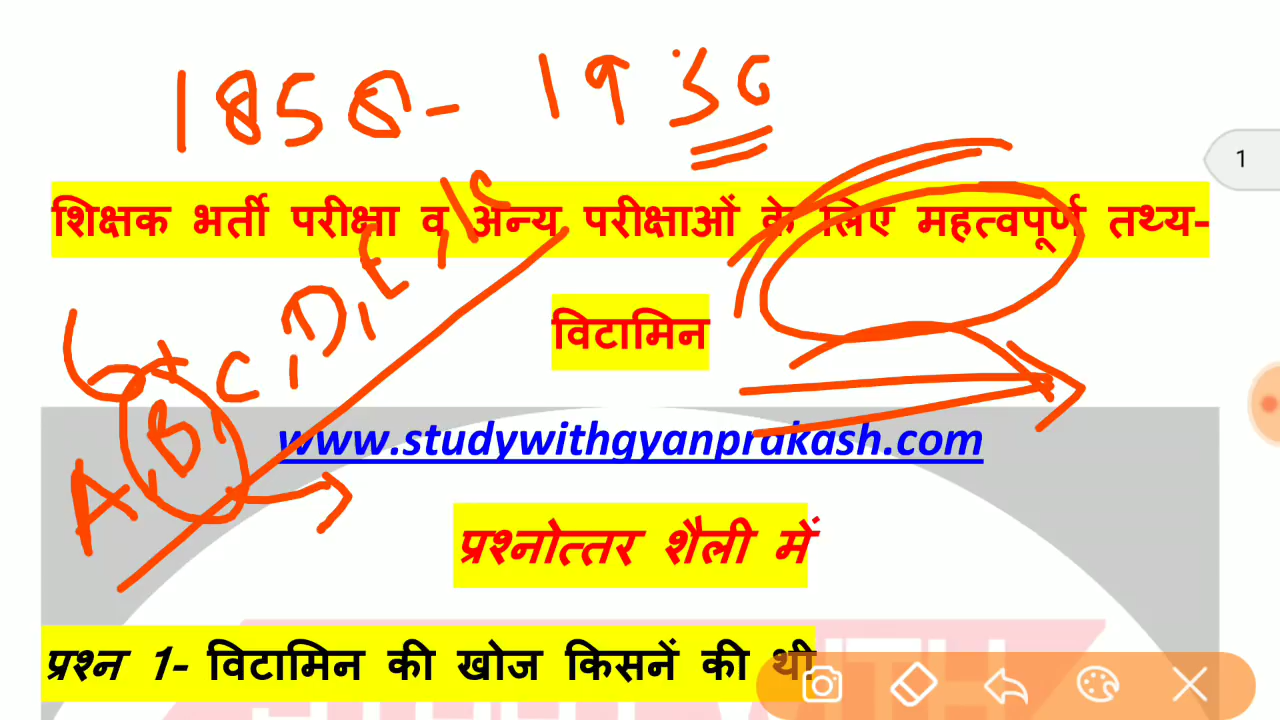 1858 - 1936
शिक्षक भर्ती परीक्षा व अन्य परीक्षाओं के लिए महत्वपूर्ण तथ्य-
विटामिन
A, B, C, D, E, K
www.studywithgyanprakash.com
प्रश्नोत्तर शैली में
प्रश्न 1- विटामिन की खोज किसनें की थी
1